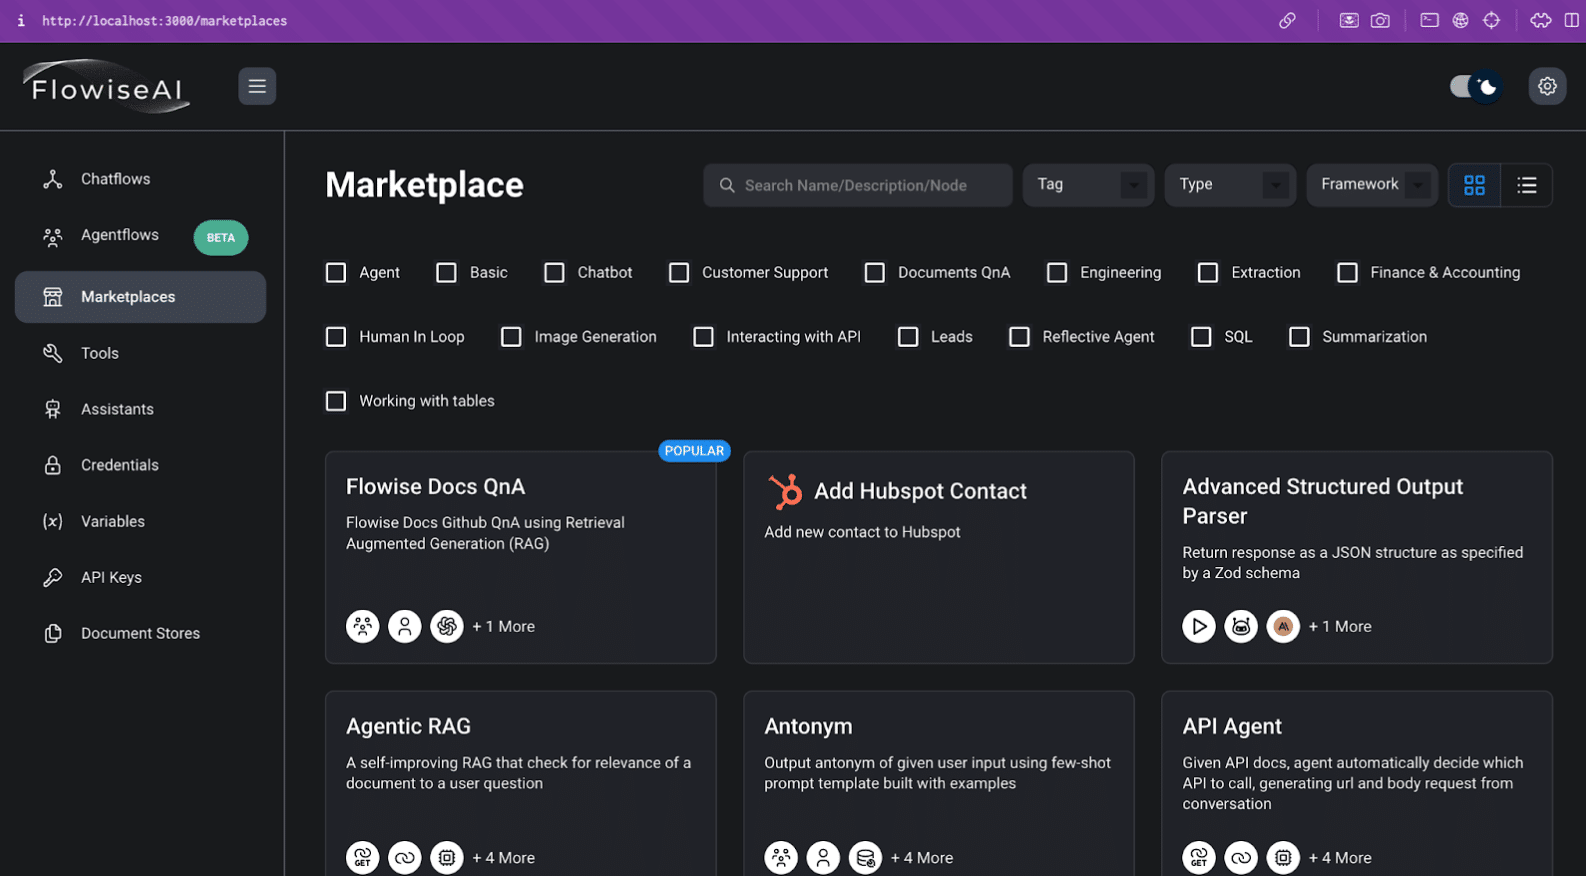 i http://localhost:3000/marketplaces
FlowiseAI
Chatflows
Agentflows BETA
Marketplaces
Tools
Assistants
Credentials
(x) Variables
API Keys
Document Stores
Marketplace
Search Name/Description/Node
Tag
Type
Framework
Agent Basic Chatbot Customer Support Documents QnA Engineering Extraction Finance & Accounting
Human In Loop Image Generation Interacting with API Leads Reflective Agent SQL Summarization
Working with tables
POPULAR
Flowise Docs QnA
Flowise Docs Github QnA using Retrieval
Augmented Generation (RAG)
+ 1 More
Add Hubspot Contact
Add new contact to Hubspot
Advanced Structured Output
Parser
Return response as a JSON structure as specified
by a Zod schema
+ 1 More
Agentic RAG
A self-improving RAG that check for relevance of a
document to a user question
GET
+ 4 More
Antonym
Output antonym of given user input using few-shot
prompt template built with examples
+ 4 More
API Agent
Given API docs, agent automatically decide which
API to call, generating url and body request from
conversation
GET
+ 4 More